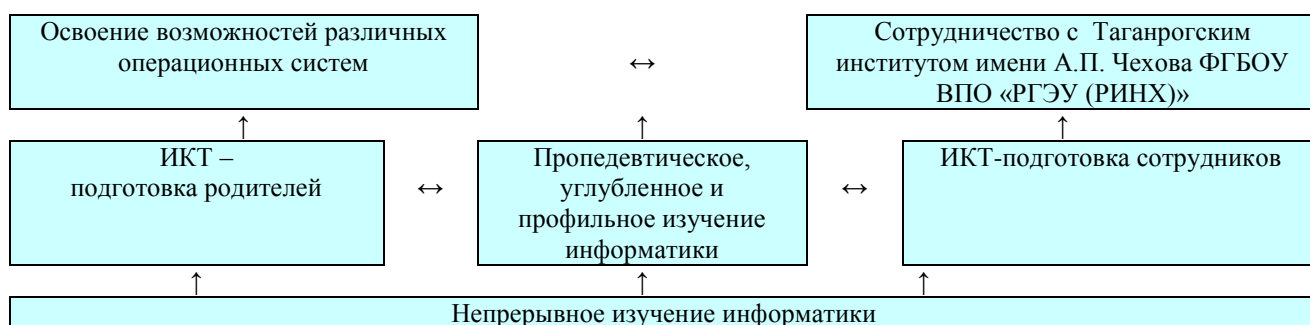 Освоение возможностей различных
операционных систем
↔
Сотрудничество с Таганрогским
институтом имени А.П. Чехова ФГБОУ
ВПО «РГЭУ (РИНХ)»
↑ ↑ ↑
ИКТ –
подготовка родителей
↔
Пропедевтическое,
углубленное и
профильное изучение
информатики
↔
ИКТ-подготовка сотрудников
↑ ↑ ↑
Непрерывное изучение информатики